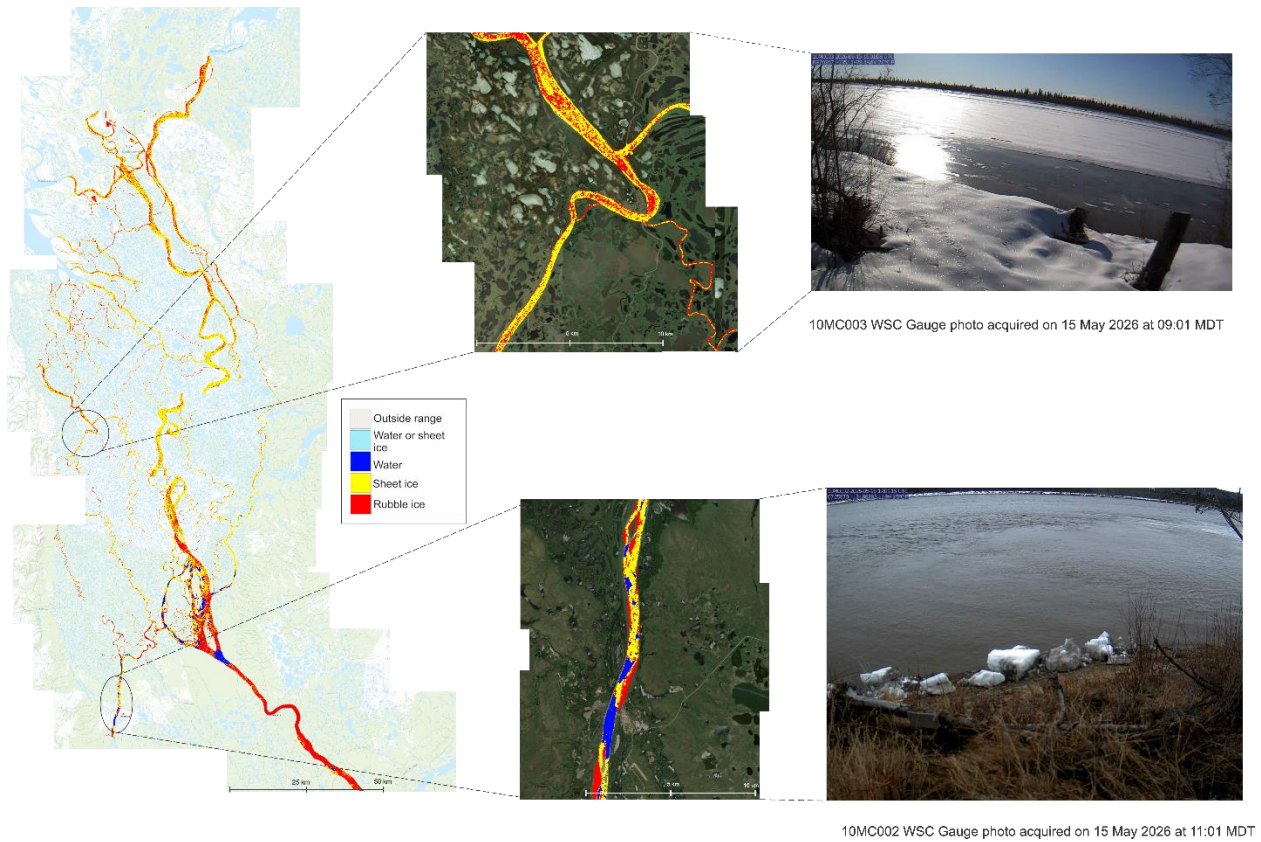 10MC003 WSC Gauge photo acquired on 15 May 2026 at 09:01 MDT
5 km
10 km
Outside range
Water or sheet
ice
Water
Sheet ice
Rubble ice
25 km
50 km
5 km
10 km
10MC002 WSC Gauge photo acquired on 15 May 2026 at 11:01 MDT